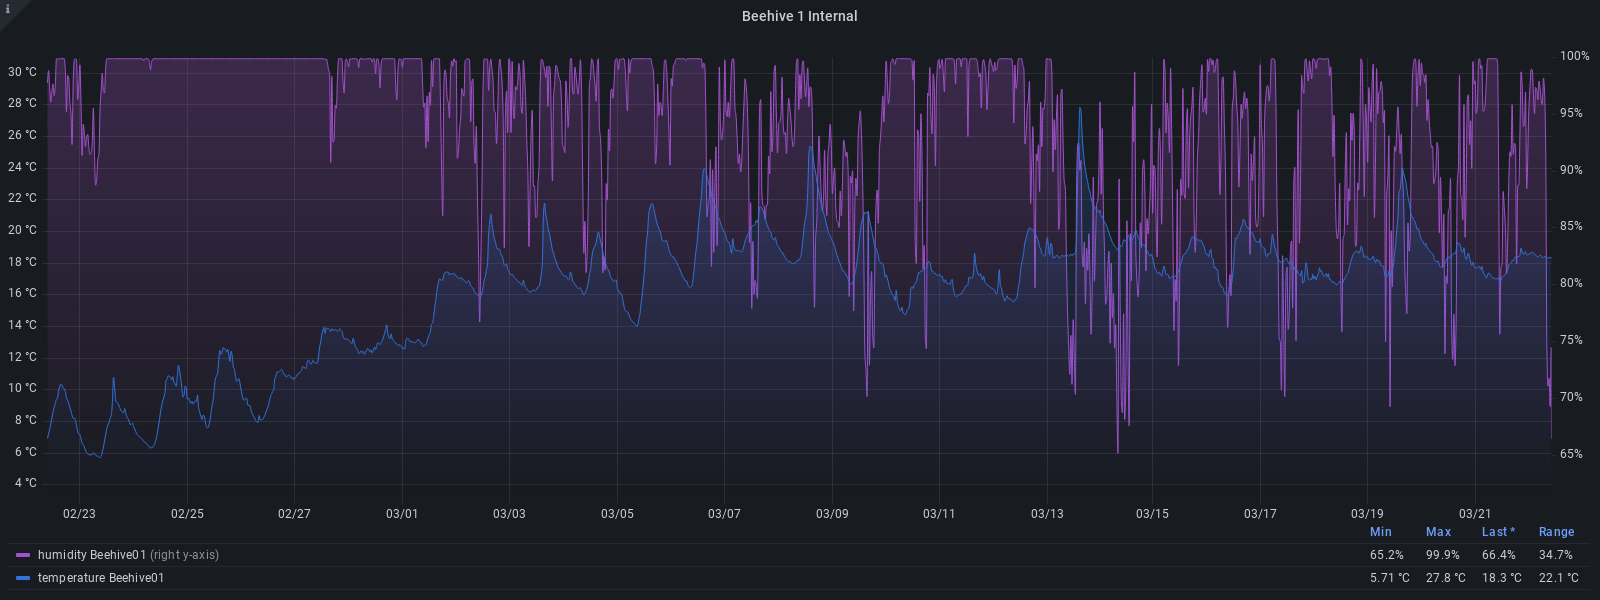 i
Beehive 1 Internal
30 °C
28 °C
26 °C
24 °C
22 °C
20 °C
18 °C
16 °C
14 °C
12 °C
10 °C
8 °C
6 °C
4 °C
100%
95%
90%
85%
80%
75%
70%
65%
02/23 02/25 02/27 03/01 03/03 03/05 03/07 03/09 03/11 03/13 03/15 03/17 03/19 03/21
Min Max Last * Range
humidity Beehive01 (right y-axis) 65.2% 99.9% 66.4% 34.7%
temperature Beehive01 5.71 °C 27.8 °C 18.3 °C 22.1 °C